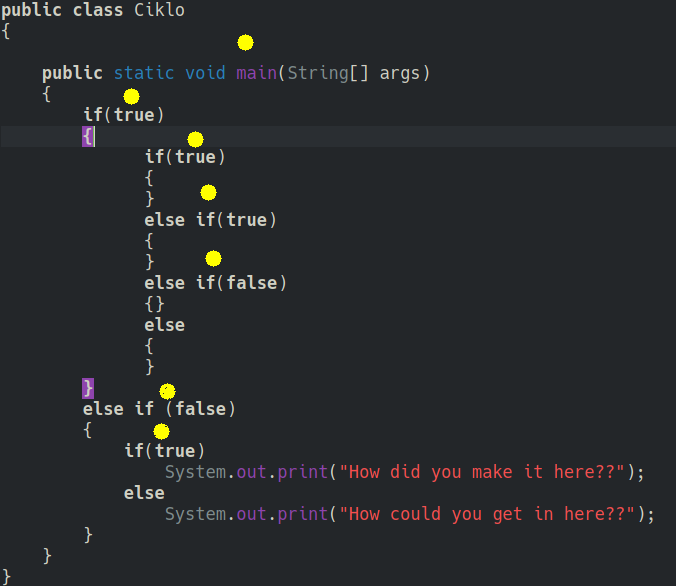 public class Ciklo
{
public static void main(String[] args)
{
if(true)
{
if(true)
{
}
else if(true)
{
}
else if(false)
{}
else
{
}
}
else if (false)
{
if(true)
System.out.print("How did you make it here??");
else
System.out.print("How could you get in here??");
}
}
}